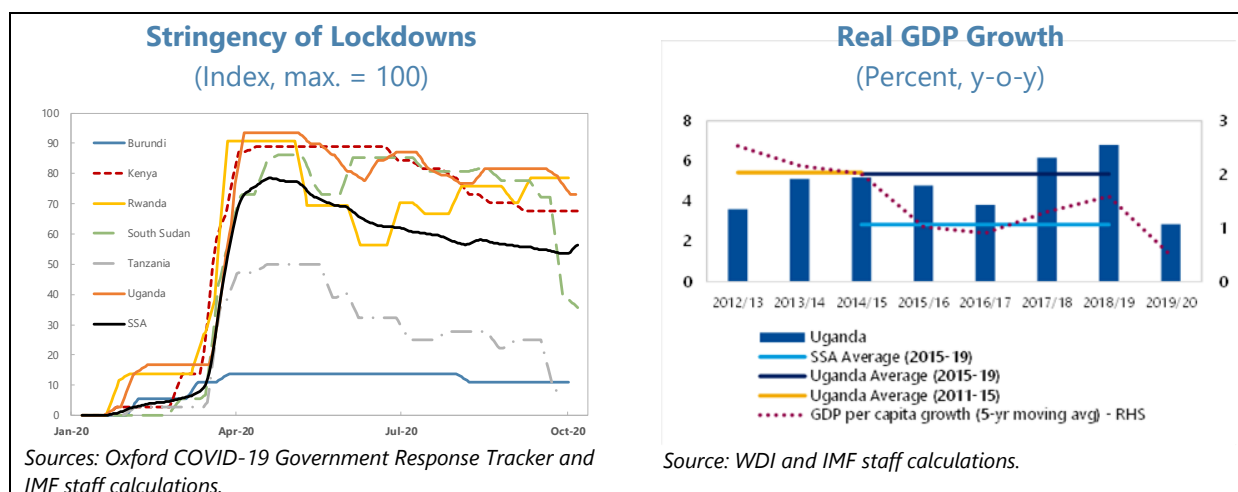 Stringency of Lockdowns
(Index, max. = 100)
100
90
80
70
60
50
40
30
20
10
0
Burundi
Kenya
Rwanda
South Sudan
Tanzania
Uganda
SSA
Jan-20 Apr-20 Jul-20 Oct-20
Sources: Oxford COVID-19 Government Response Tracker and
IMF staff calculations.
Real GDP Growth
(Percent, y-o-y)
8
6
4
2
0
3
2
1
0
2012/13 2013/14 2014/15 2015/16 2016/17 2017/18 2018/19 2019/20
Uganda
SSA Average (2015-19)
Uganda Average (2015-19)
Uganda Average (2011-15)
GDP per capita growth (5-yr moving avg) - RHS
Source: WDI and IMF staff calculations.